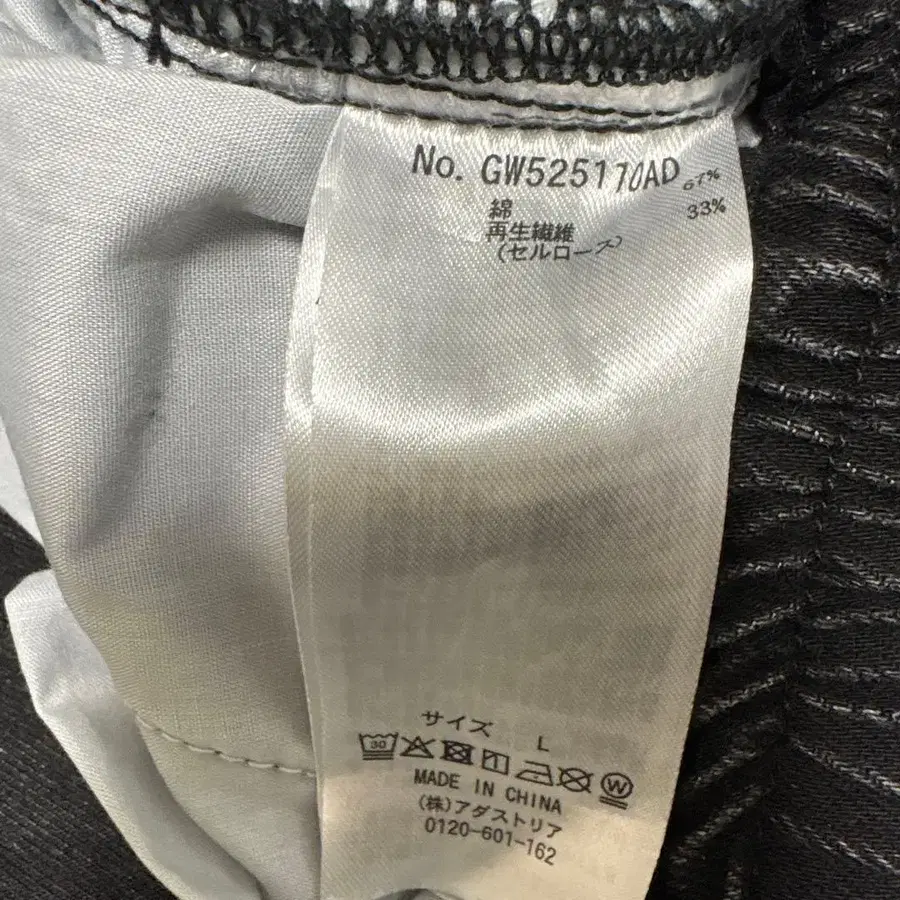 No. GW525170AD
綿 67%
再生繊維 33%
(セルロース)
サイズ L
30 W
MADE IN CHINA
(株)アダストリア
0120-601-162